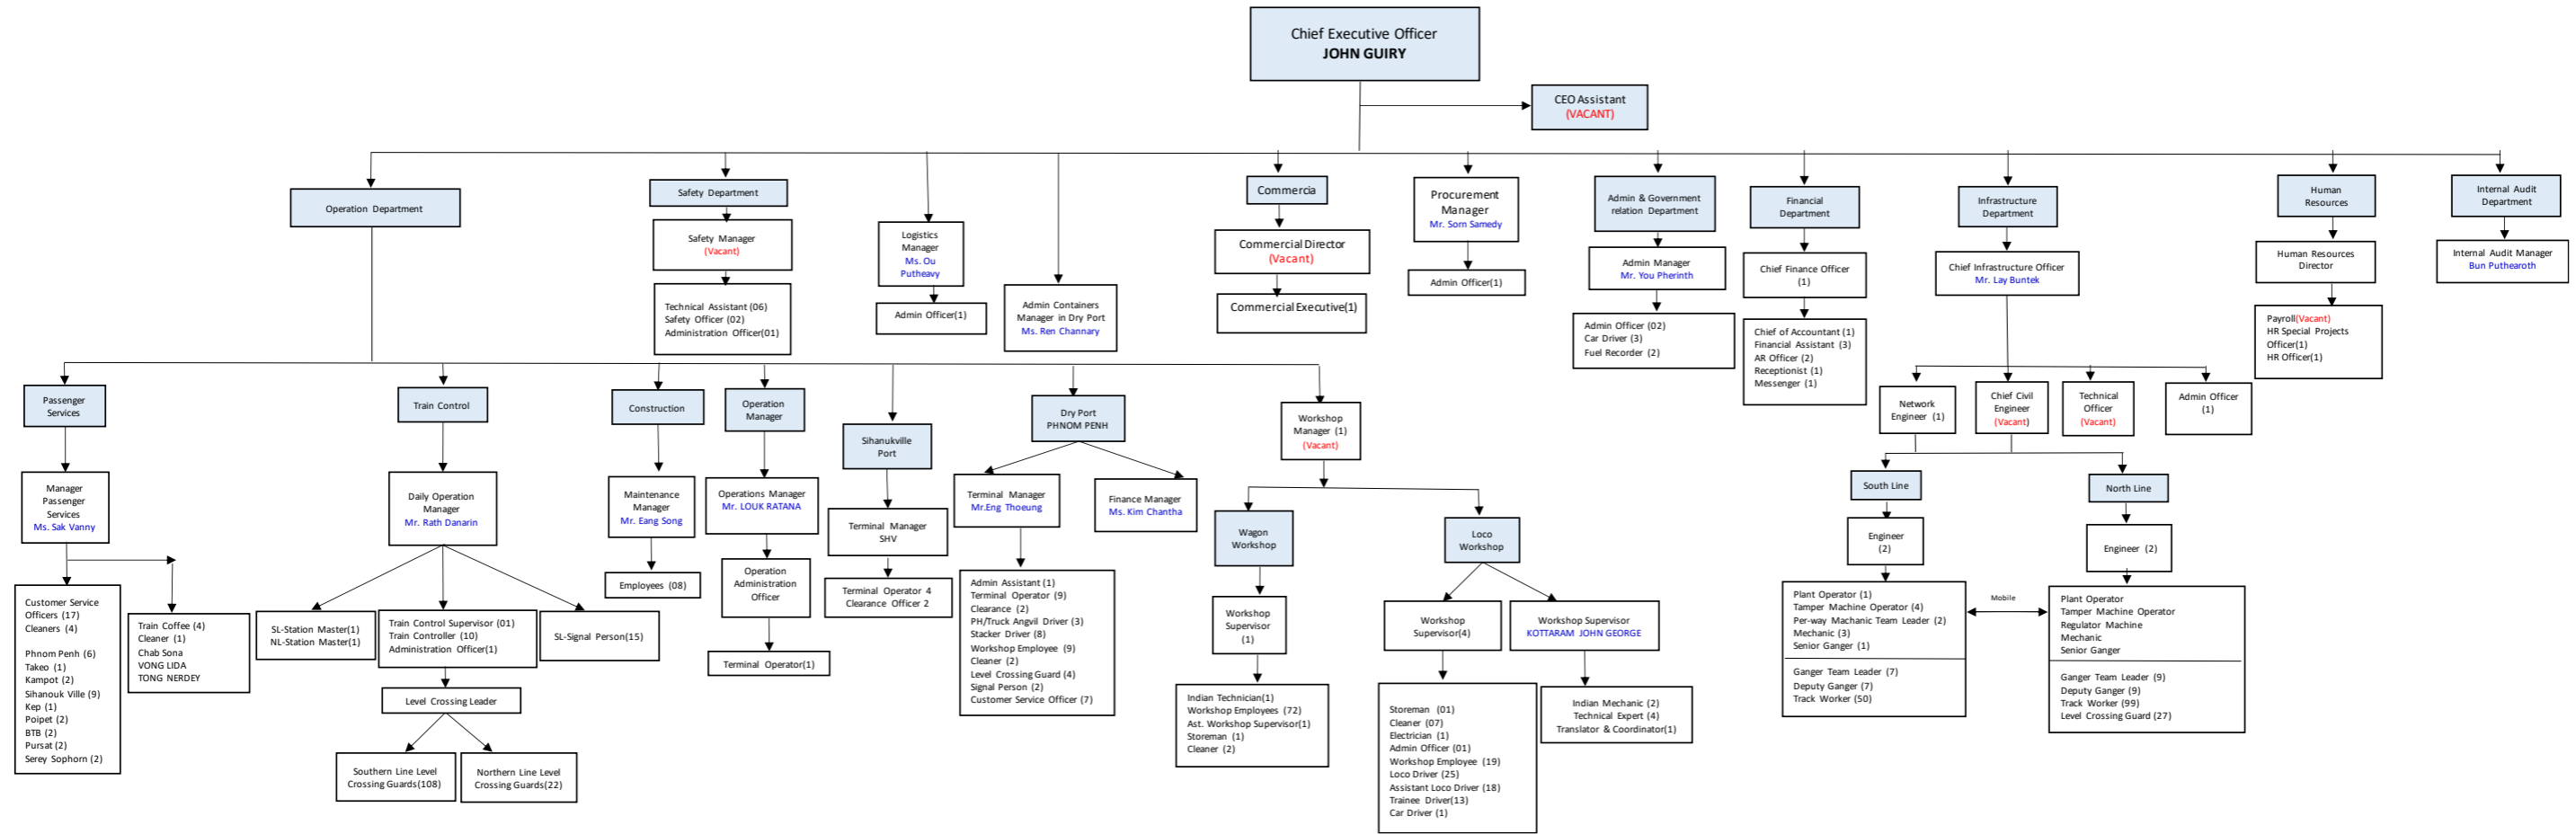 Chief Executive Officer
JOHN GUIRY
CEO Assistant
(VACANT)
Operation Department
Safety Department
Safety Manager
(Vacant)
Technical Assistant (06)
Safety Officer (02)
Administration Officer(01)
Logistics
Manager
Ms. Ou
Putheavy
Admin Officer(1)
Admin Containers
Manager in Dry Port
Ms. Ren Channary
Commercia
Commercial Director
(Vacant)
Commercial Executive(1)
Procurement
Manager
Mr. Sorn Samedy
Admin Officer(1)
Admin & Government
relation Department
Admin Manager
Mr. You Pherinth
Admin Officer (02)
Car Driver (3)
Fuel Recorder (2)
Financial
Department
Chief Finance Officer
(1)
Chief of Accountant (1)
Financial Assistant (3)
AR Officer (2)
Receptionist (1)
Messenger (1)
Infrastructure
Department
Chief Infrastructure Officer
Mr. Lay Buntek
Human
Resources
Human Resources
Director
Payroll(Vacant)
HR Special Projects
Officer(1)
HR Officer(1)
Internal Audit
Department
Internal Audit Manager
Bun Puthearoth
Passenger
Services
Manager
Passenger
Services
Ms. Sak Vanny
Customer Service
Officers (17)
Cleaners (4)
Phnom Penh (6)
Takeo (1)
Kampot (2)
Sihanouk Ville (9)
Kep (1)
Poipet (2)
BTB (2)
Pursat (2)
Serey Sophorn (2)
Train Coffee (4)
Cleaner (1)
Chab Sona
VONG LIDA
TONG NERDEY
Train Control
Daily Operation
Manager
Mr. Rath Danarin
SL-Station Master(1)
NL-Station Master(1)
Train Control Supervisor (01)
Train Controller (10)
Administration Officer(1)
SL-Signal Person(15)
Level Crossing Leader
Southern Line Level
Crossing Guards(108)
Northern Line Level
Crossing Guards(22)
Construction
Maintenance
Manager
Mr. Eang Song
Employees (08)
Operation
Manager
Operations Manager
Mr. LOUK RATANA
Operation
Administration
Officer
Terminal Operator(1)
Sihanukville
Port
Terminal Manager
SHV
Terminal Operator 4
Clearance Officer 2
Dry Port
PHNOM PENH
Terminal Manager
Mr.Eng Thoeung
Finance Manager
Ms. Kim Chantha
Admin Assistant (1)
Terminal Operator (9)
Clearance (2)
PH/Truck Angvil Driver (3)
Stacker Driver (8)
Workshop Employee (9)
Cleaner (2)
Level Crossing Guard (4)
Signal Person (2)
Customer Service Officer (7)
Workshop
Manager (1)
(Vacant)
Wagon
Workshop
Workshop
Supervisor
(1)
Indian Technician(1)
Workshop Employees (72)
Ast. Workshop Supervisor(1)
Storeman (1)
Cleaner (2)
Loco
Workshop
Workshop
Supervisor(4)
Storeman (01)
Cleaner (07)
Electrician (1)
Admin Officer (01)
Workshop Employee (19)
Loco Driver (25)
Assistant Loco Driver (18)
Trainee Driver(13)
Car Driver (1)
Workshop Supervisor
KOTTARAM JOHN GEORGE
Indian Mechanic (2)
Technical Expert (4)
Translator & Coordinator(1)
Network
Engineer (1)
Chief Civil
Engineer
(Vacant)
Technical
Officer
(Vacant)
Admin Officer
(1)
South Line
Engineer
(2)
Plant Operator (1)
Tamper Machine Operator (4)
Per-way Machanic Team Leader (2)
Mechanic (3)
Senior Ganger (1)
Ganger Team Leader (7)
Deputy Ganger (7)
Track Worker (50)
Mobile
North Line
Engineer (2)
Plant Operator
Tamper Machine Operator
Regulator Machine
Mechanic
Senior Ganger
Ganger Team Leader (9)
Deputy Ganger (9)
Track Worker (99)
Level Crossing Guard (27)